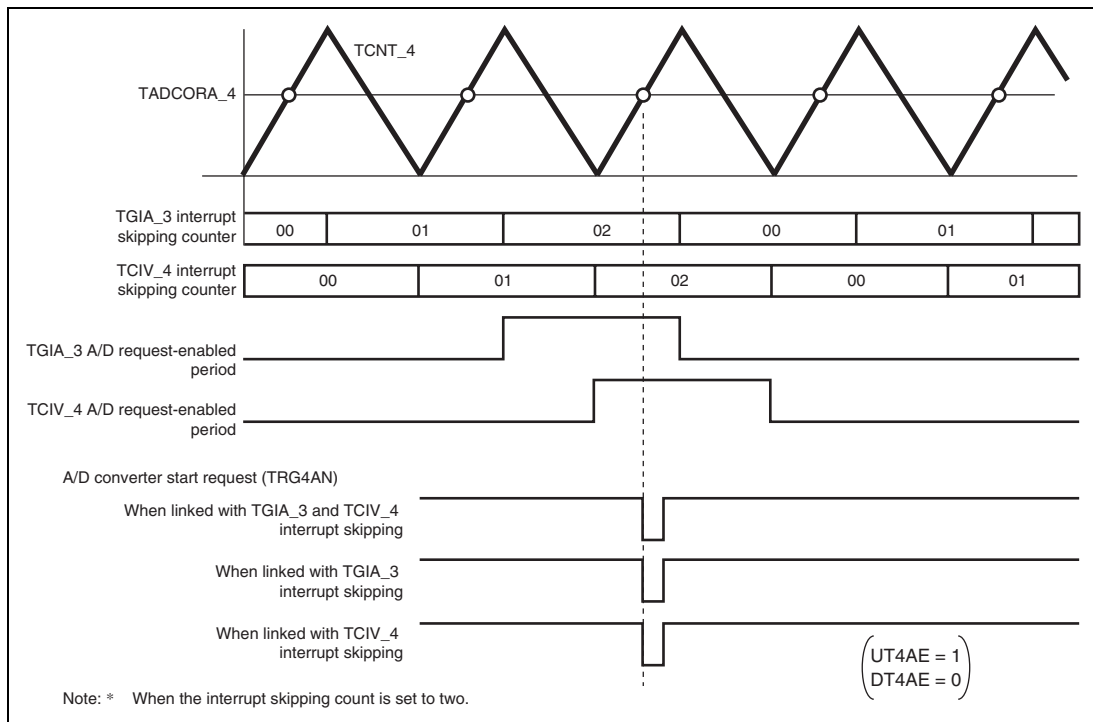 TCNT_4
TADCORA_4
TGIA_3 interrupt
skipping counter
00
01
02
00
01
TCIV_4 interrupt
skipping counter
00
01
02
00
01
TGIA_3 A/D request-enabled
period
TCIV_4 A/D request-enabled
period
A/D converter start request (TRG4AN)
When linked with TGIA_3 and TCIV_4
interrupt skipping
When linked with TGIA_3
interrupt skipping
When linked with TCIV_4
interrupt skipping
UT4AE = 1
DT4AE = 0
Note: * When the interrupt skipping count is set to two.